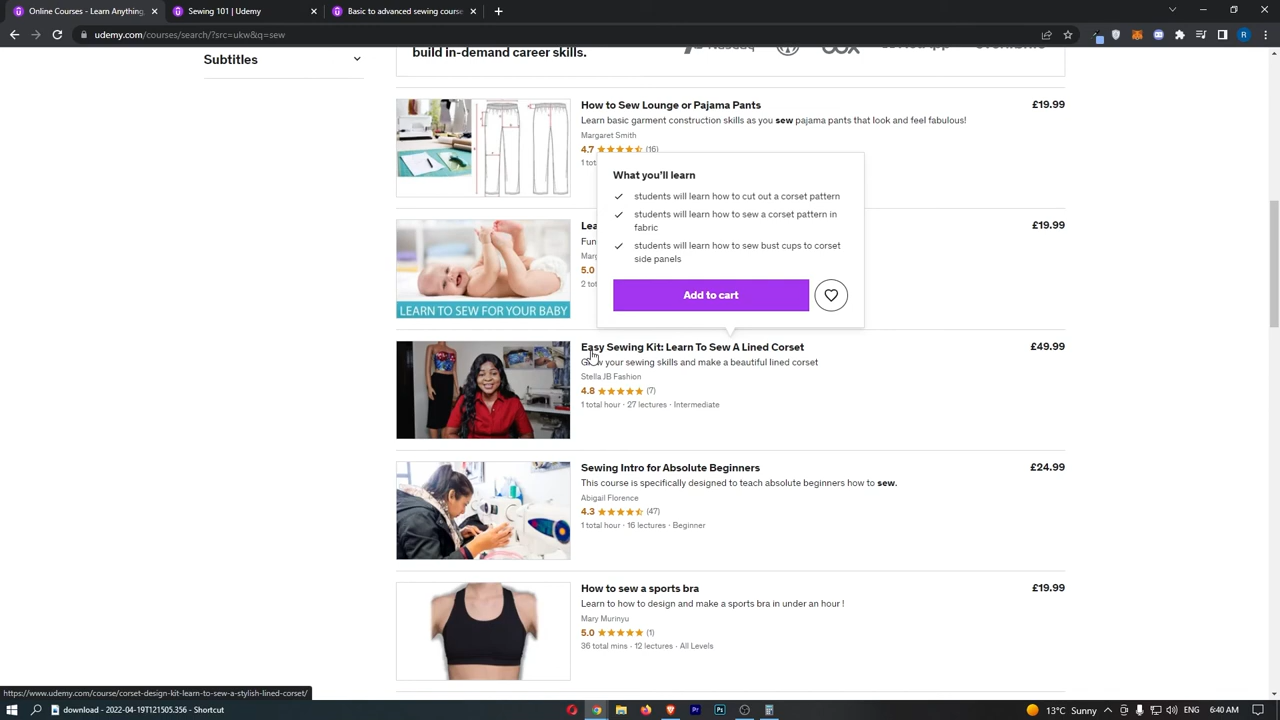 Online Courses - Learn Anything,
Sewing 101 | Udemy
Basic sewing course | Udemy
udemy.com/courses/search/?src=ukw&q=sew
Subtitles
build in-demand career skills.
How to Sew Lounge or Pajama Pants
£19.99
Learn basic garment construction skills as you sew pajama pants that look and feel fabulous!
Margaret Smith
4.7 (16)
1 tot
What you'll learn
students will learn how to cut out a corset pattern
students will learn how to sew a corset pattern in
fabric
students will learn how to sew bust cups to corset
side panels
Add to cart
LEARN TO SEW FOR YOUR BABY
Lea
£19.99
Fun
Marg
5.0
2 tot
Easy Sewing Kit: Learn To Sew A Lined Corset
£49.99
Grow your sewing skills and make a beautiful lined corset
Stella JB Fashion
4.8 (7)
1 total hour · 27 lectures · Intermediate
Sewing Intro for Absolute Beginners
£24.99
This course is specifically designed to teach absolute beginners how to sew.
Abigail Florence
4.3 (47)
1 total hour · 16 lectures · Beginner
How to sew a sports bra
£19.99
Learn to how to design and make a sports bra in under an hour !
Mary Murinyu
5.0 (1)
36 total mins · 12 lectures · All Levels
https://www.udemy.com/course/corset-design-kit-learn-to-sew-a-stylish-lined-corset/
download - 2022-04-19T121505.356 - Shortcut
13°C Sunny
ENG
6:40 AM